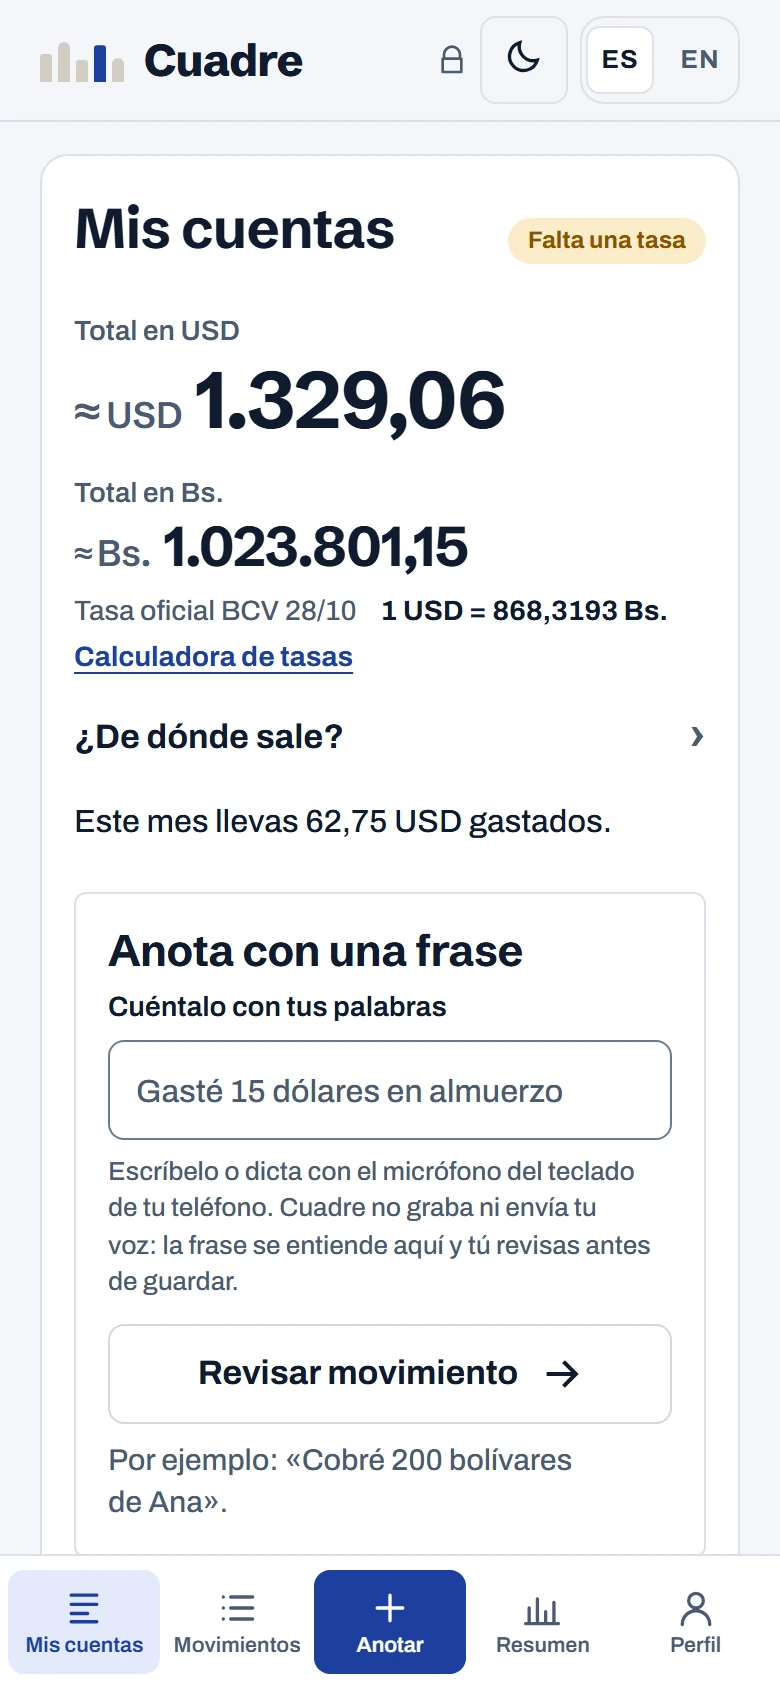 Cuadre
ES EN
Mis cuentas
Falta una tasa
Total en USD
≈ USD 1.329,06
Total en Bs.
≈ Bs. 1.023.801,15
Tasa oficial BCV 28/10 1 USD = 868,3193 Bs.
Calculadora de tasas
¿De dónde sale? ›
Este mes llevas 62,75 USD gastados.
Anota con una frase
Cuéntalo con tus palabras
Gasté 15 dólares en almuerzo
Escríbelo o dicta con el micrófono del teclado
de tu teléfono. Cuadre no graba ni envía tu
voz: la frase se entiende aquí y tú revisas antes
de guardar.
Revisar movimiento →
Por ejemplo: «Cobré 200 bolívares
de Ana».
Mis cuentas Movimientos Anotar Resumen Perfil